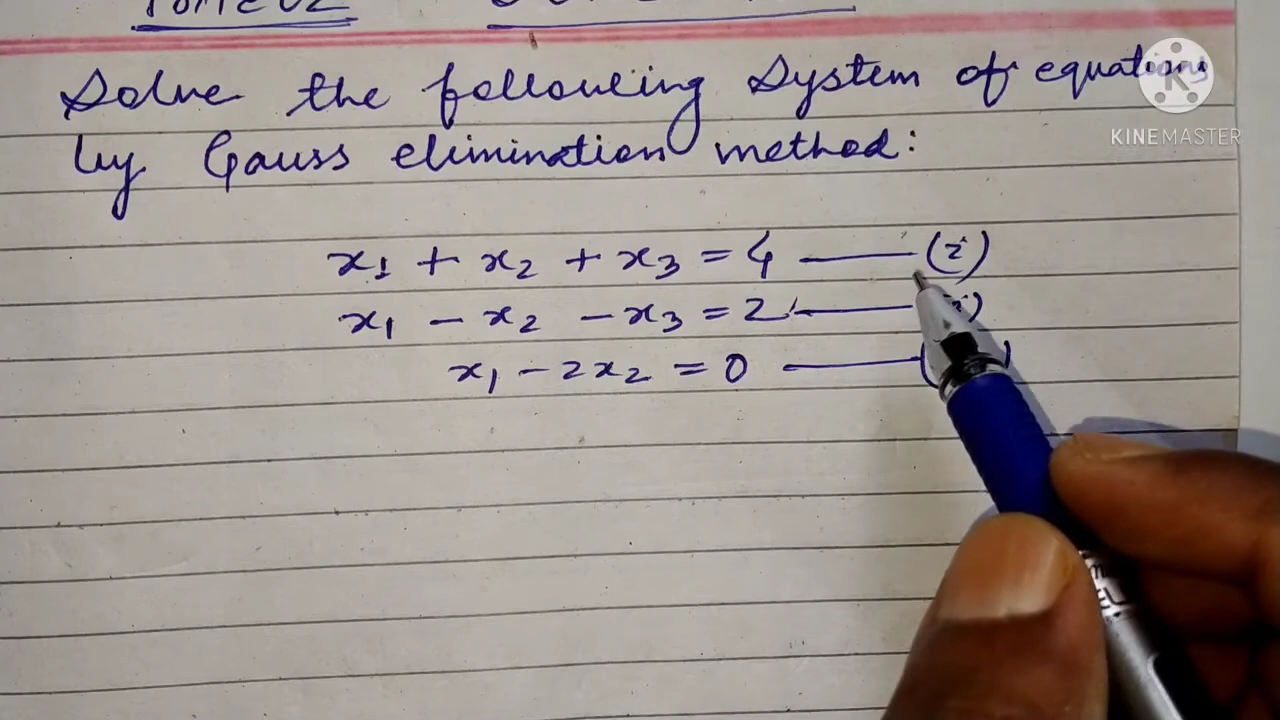 Solve the following System of equations
by Gauss elimination method:
KINEMASTER
x₁ + x₂ + x₃ = 4 —— (i)
x₁ - x₂ - x₃ = 2 ——
x₁ - 2x₂ = 0 ——